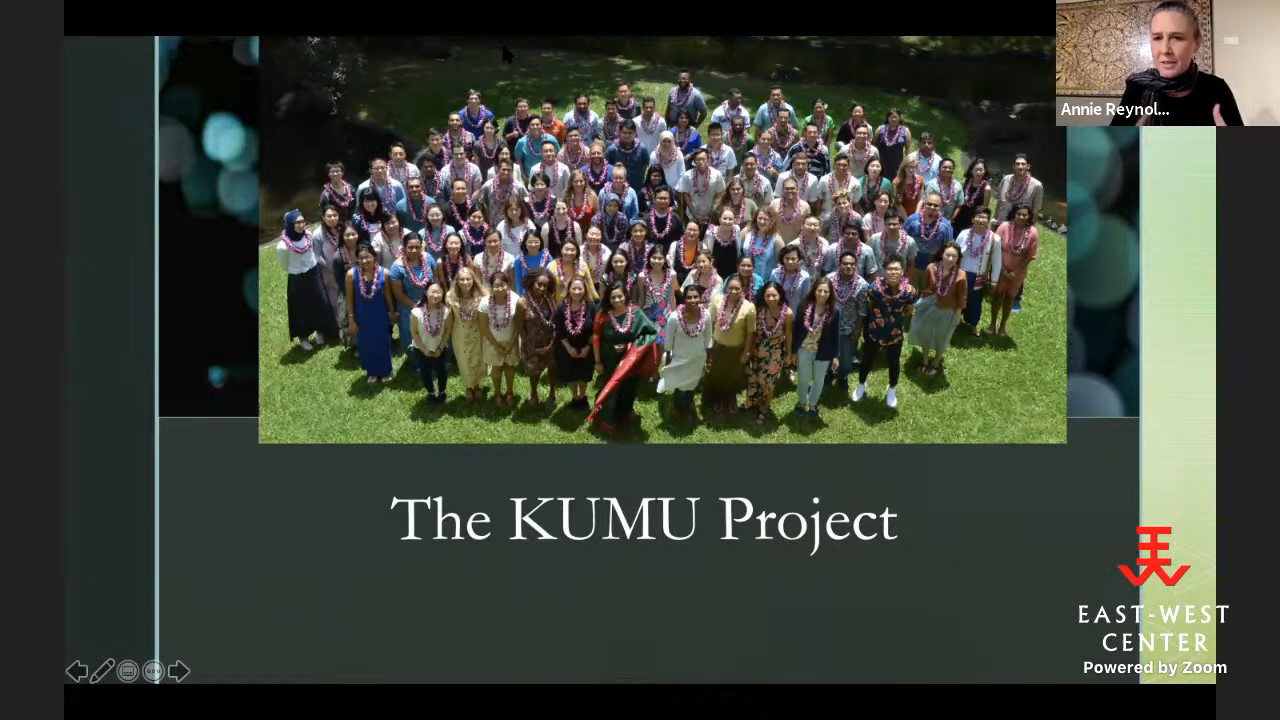 Annie Reynol...
The KUMU Project
EAST-WEST
CENTER
Powered by Zoom